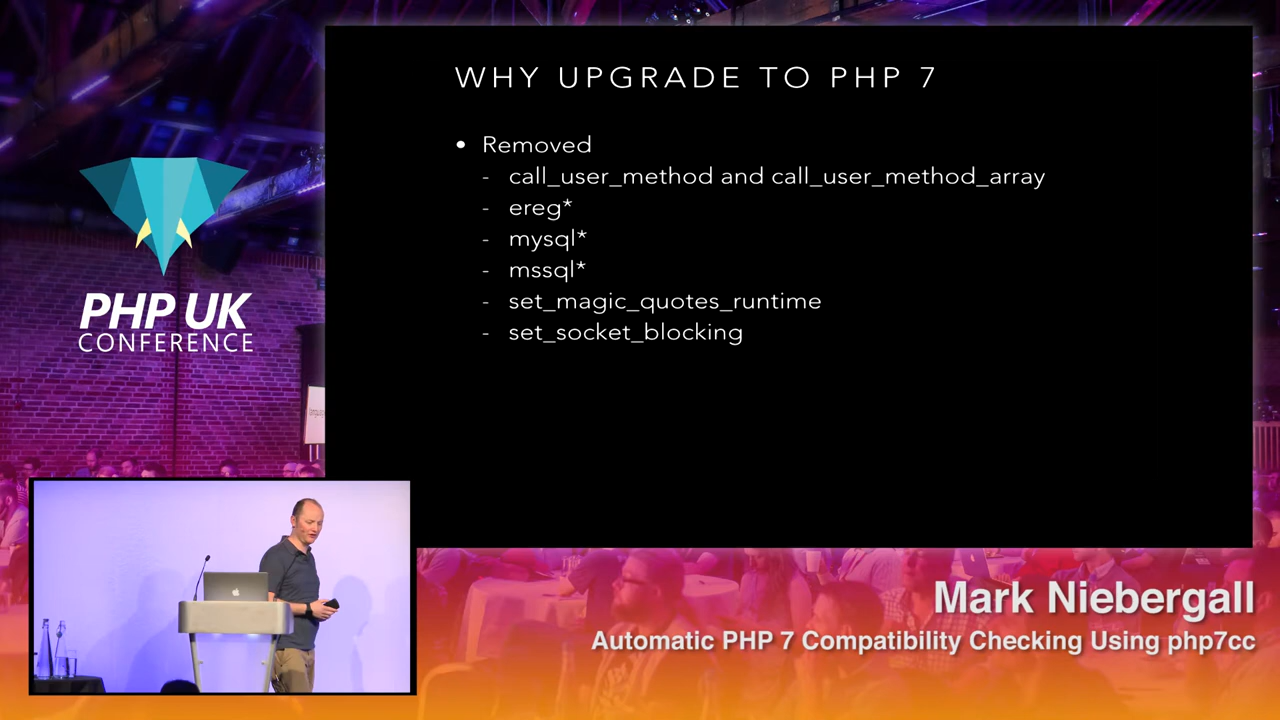 WHY UPGRADE TO PHP 7
• Removed
- call_user_method and call_user_method_array
- ereg*
- mysql*
- mssql*
- set_magic_quotes_runtime
- set_socket_blocking
PHP UK
CONFERENCE
Mark Niebergall
Automatic PHP 7 Compatibility Checking Using php7cc